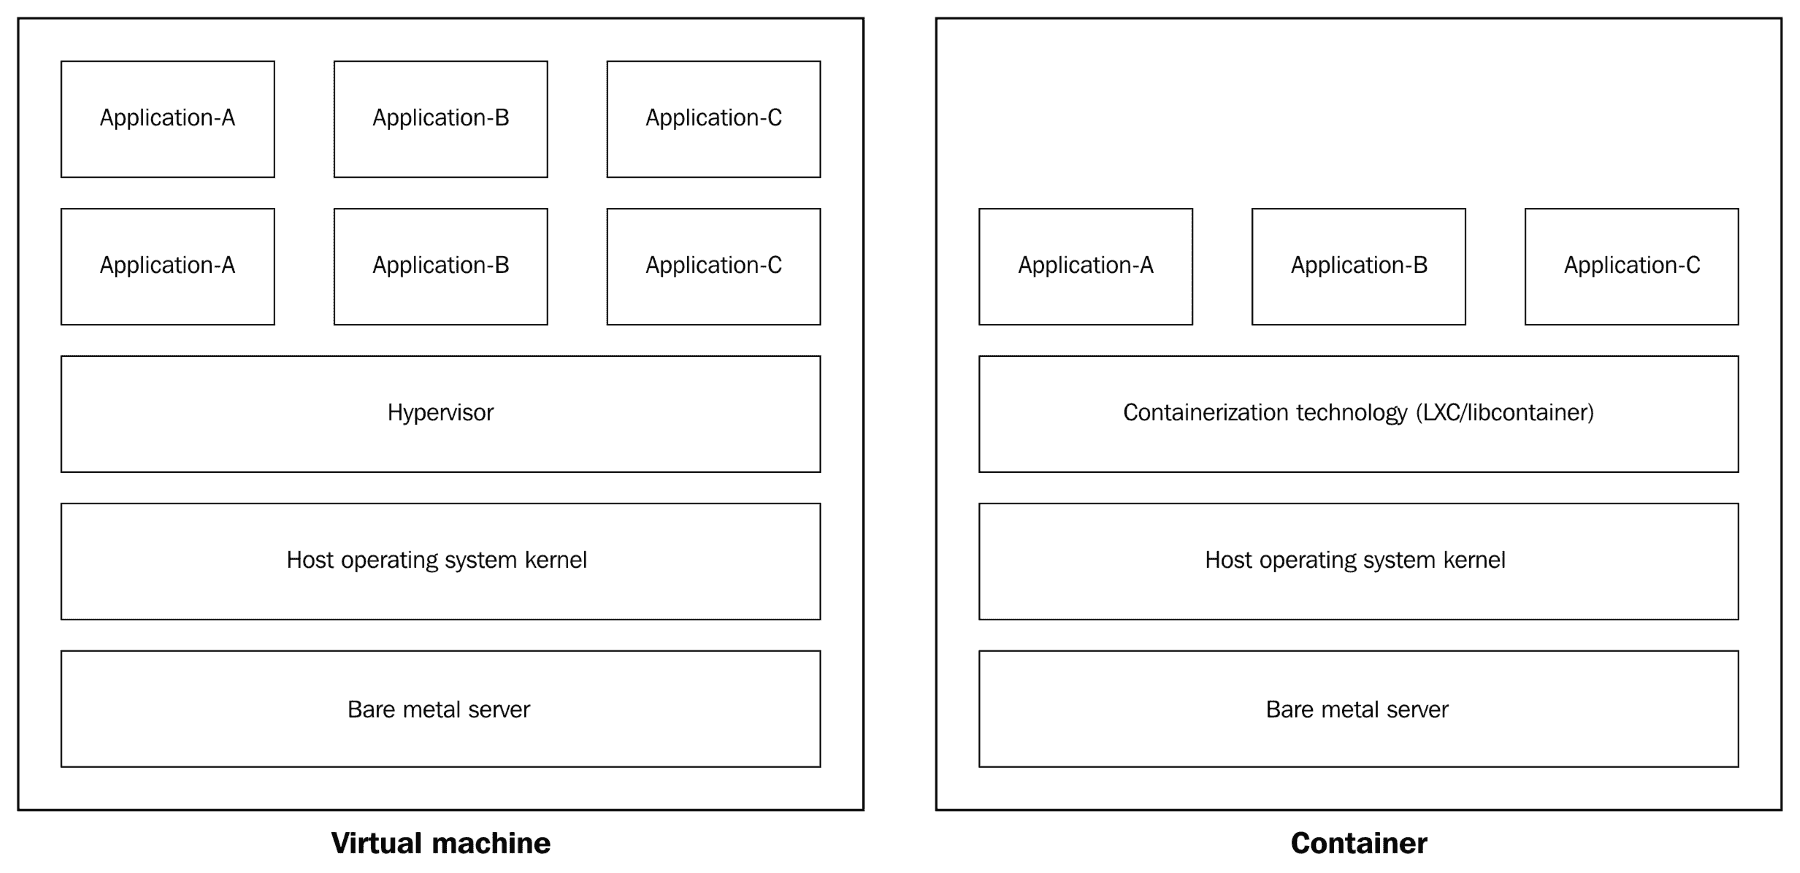 Application-A
Application-B
Application-C
Application-A
Application-B
Application-C
Hypervisor
Host operating system kernel
Bare metal server
Virtual machine
Application-A
Application-B
Application-C
Containerization technology (LXC/libcontainer)
Host operating system kernel
Bare metal server
Container